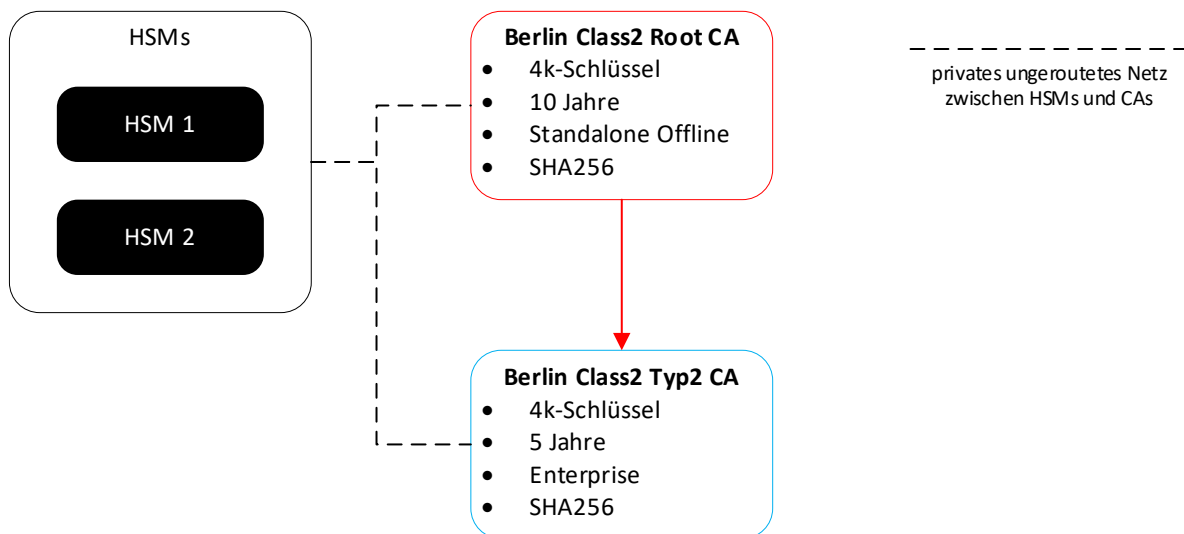 HSMs
HSM 1
HSM 2
Berlin Class2 Root CA
• 4k-Schlüssel
• 10 Jahre
• Standalone Offline
• SHA256
privates ungeroutetes Netz
zwischen HSMs und CAs
Berlin Class2 Typ2 CA
• 4k-Schlüssel
• 5 Jahre
• Enterprise
• SHA256